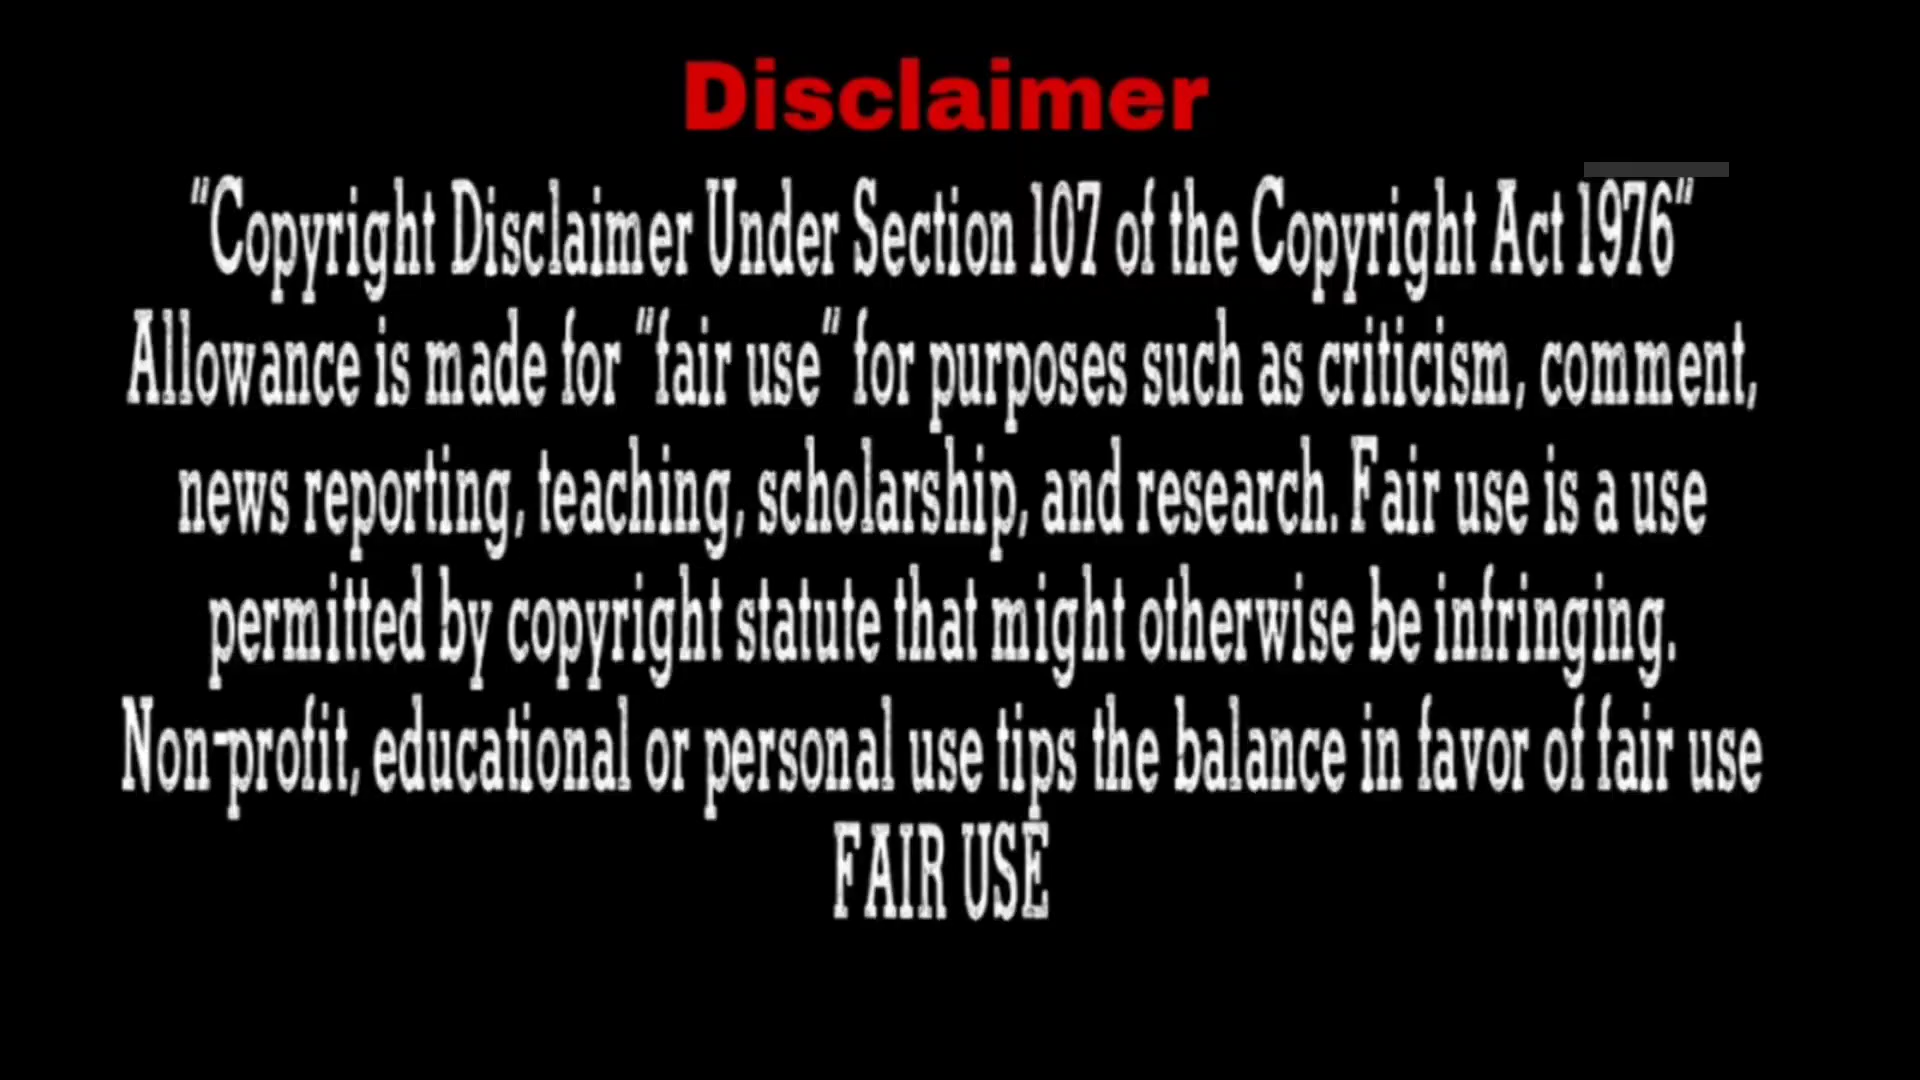 Disclaimer
"Copyright Disclaimer Under Section 107 of the Copyright Act 1976"
Allowance is made for "fair use" for purposes such as criticism, comment,
news reporting, teaching, scholarship, and research. Fair use is a use
permitted by copyright statute that might otherwise be infringing.
Non-profit, educational or personal use tips the balance in favor of fair use
FAIR USE